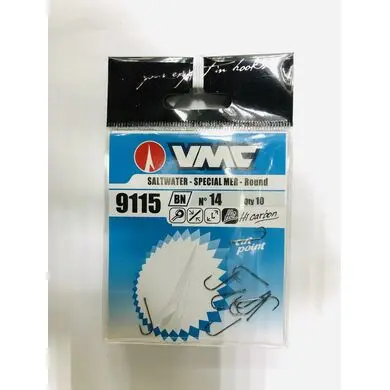 your expert in hooks
VMC
SALTWATER - SPECIAL MER - Round
9115 BN N° 14 Qty 10
Hi Carbon
point